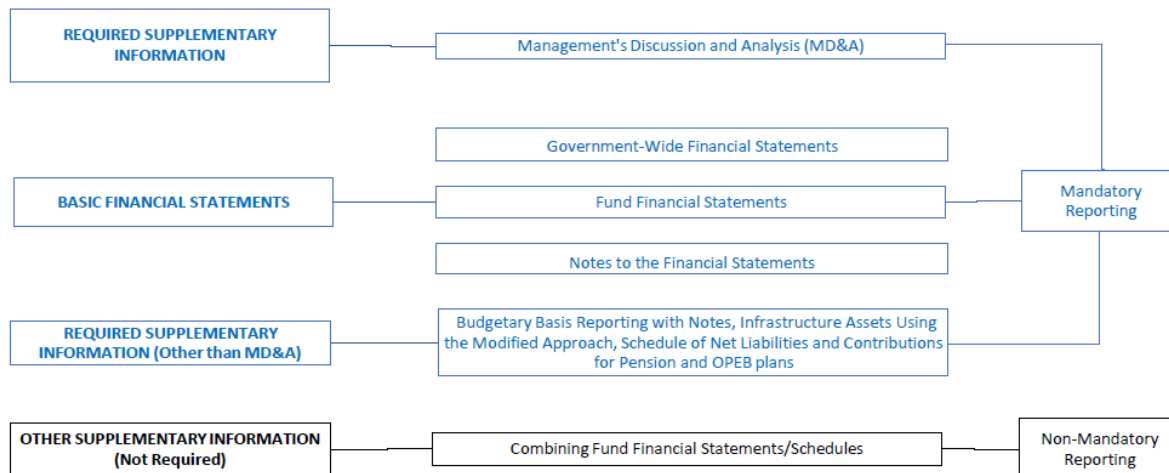 REQUIRED SUPPLEMENTARY
INFORMATION
Management's Discussion and Analysis (MD&A)
Government-Wide Financial Statements
BASIC FINANCIAL STATEMENTS
Fund Financial Statements
Mandatory
Reporting
Notes to the Financial Statements
REQUIRED SUPPLEMENTARY
INFORMATION (Other than MD&A)
Budgetary Basis Reporting with Notes, Infrastructure Assets Using
the Modified Approach, Schedule of Net Liabilities and Contributions
for Pension and OPEB plans
OTHER SUPPLEMENTARY INFORMATION
(Not Required)
Combining Fund Financial Statements/Schedules
Non-Mandatory
Reporting